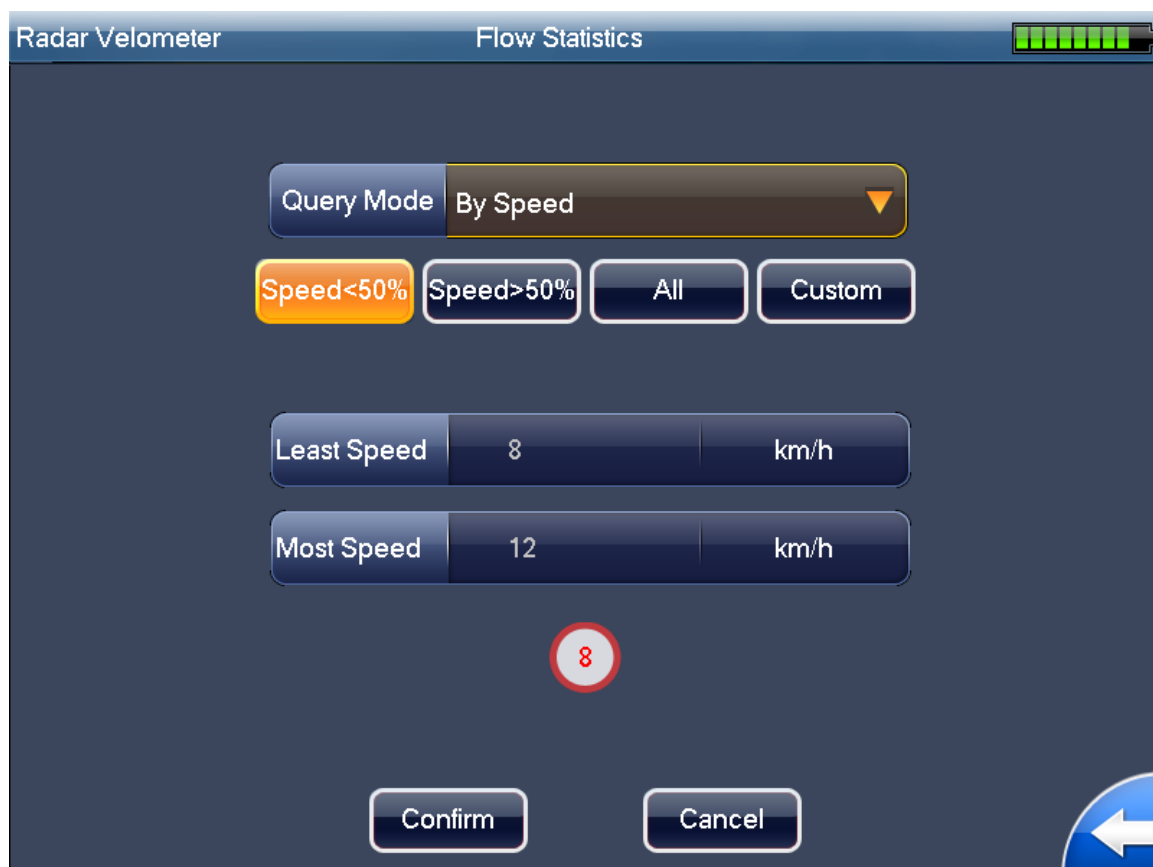 Radar Velometer Flow Statistics
Query Mode By Speed
Speed<50% Speed>50% All Custom
Least Speed 8 km/h
Most Speed 12 km/h
8
Confirm Cancel